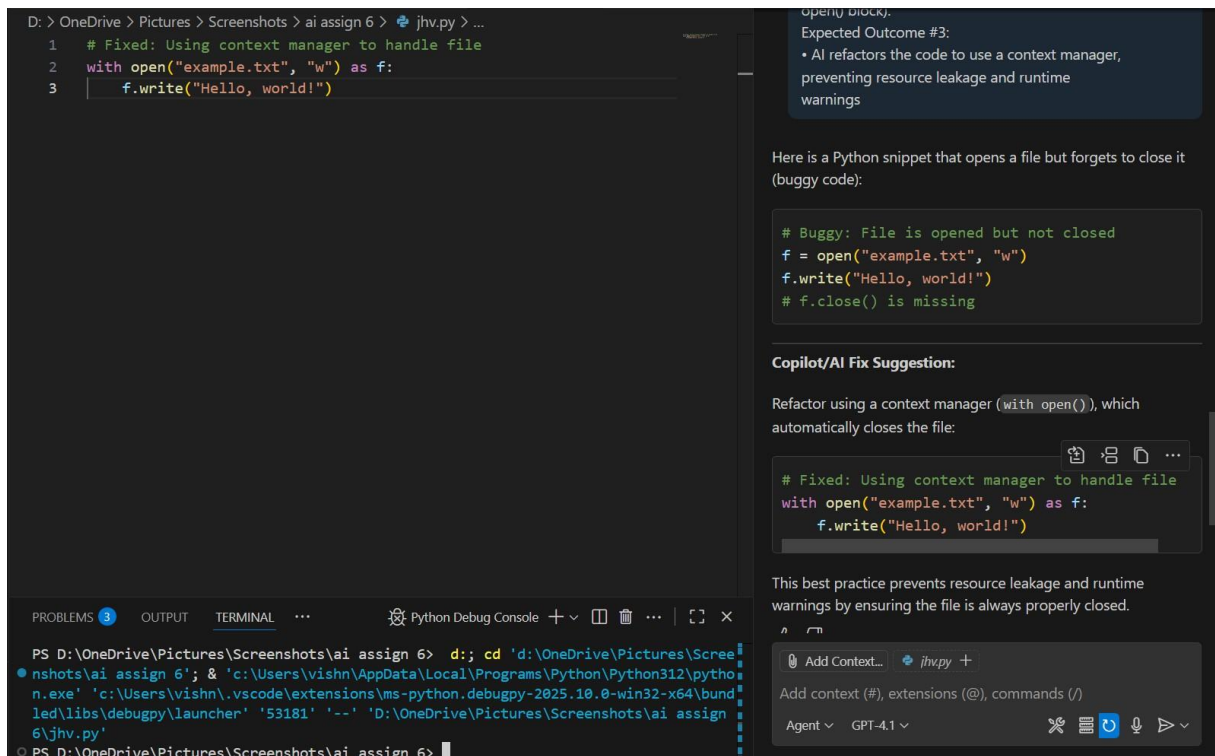 D: > OneDrive > Pictures > Screenshots > ai assign 6 > jhv.py > ...
1 # Fixed: Using context manager to handle file
2 with open("example.txt", "w") as f:
3 f.write("Hello, world!")
PROBLEMS 3 OUTPUT TERMINAL ... Python Debug Console
PS D:\OneDrive\Pictures\Screenshots\ai assign 6> d:; cd 'd:\OneDrive\Pictures\Scree
nshots\ai assign 6'; & 'c:\Users\vishn\AppData\Local\Programs\Python\Python312\pytho
n.exe' 'c:\Users\vishn\.vscode\extensions\ms-python.debugpy-2025.10.0-win32-x64\bund
led\libs\debugpy\launcher' '53181' '--' 'D:\OneDrive\Pictures\Screenshots\ai assign
6\jhv.py'
PS D:\OneDrive\Pictures\Screenshots\ai assign 6>
open() block).
Expected Outcome #3:
• AI refactors the code to use a context manager,
preventing resource leakage and runtime
warnings
Here is a Python snippet that opens a file but forgets to close it
(buggy code):
# Buggy: File is opened but not closed
f = open("example.txt", "w")
f.write("Hello, world!")
# f.close() is missing
Copilot/AI Fix Suggestion:
Refactor using a context manager (with open()), which
automatically closes the file:
# Fixed: Using context manager to handle file
with open("example.txt", "w") as f:
f.write("Hello, world!")
This best practice prevents resource leakage and runtime
warnings by ensuring the file is always properly closed.
Add Context... jhv.py +
Add context (#), extensions (@), commands (/)
Agent GPT-4.1